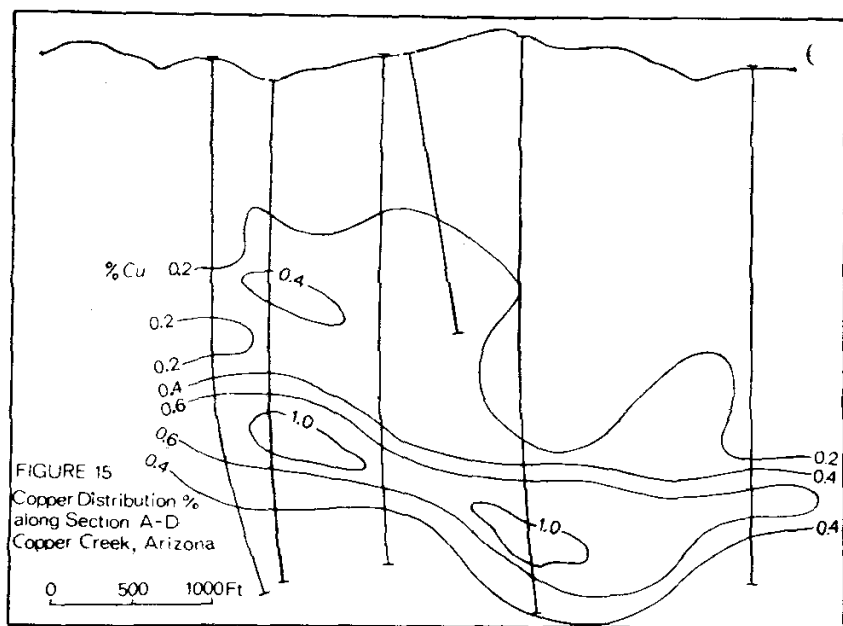 % Cu 0.2
0.4
0.2
0.2
0.4
0.6
1.0
0.6
0.4
1.0
0.2
0.4
0.4
FIGURE 15
Copper Distribution %
along Section A-D
Copper Creek, Arizona
0 500 1000 Ft